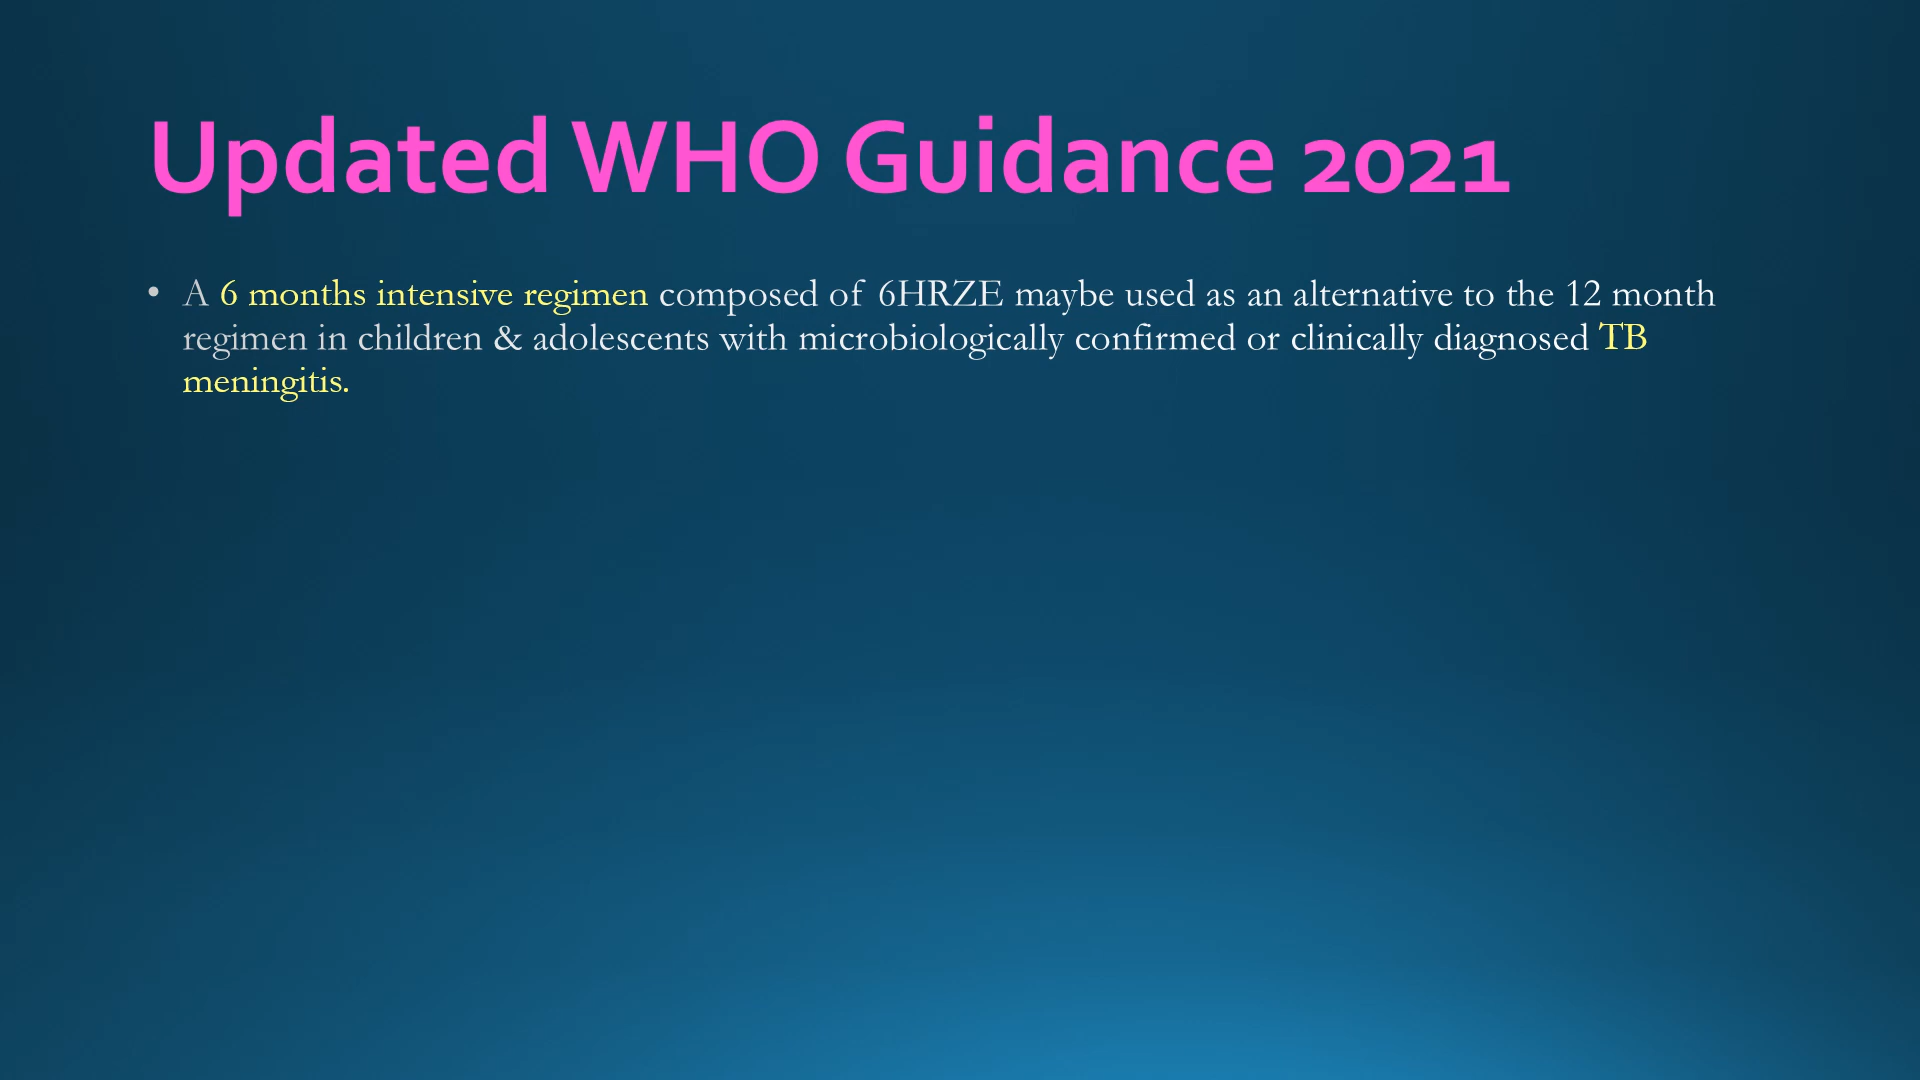 Updated WHO Guidance 2021
• A 6 months intensive regimen composed of 6HRZE maybe used as an alternative to the 12 month
regimen in children & adolescents with microbiologically confirmed or clinically diagnosed TB
meningitis.